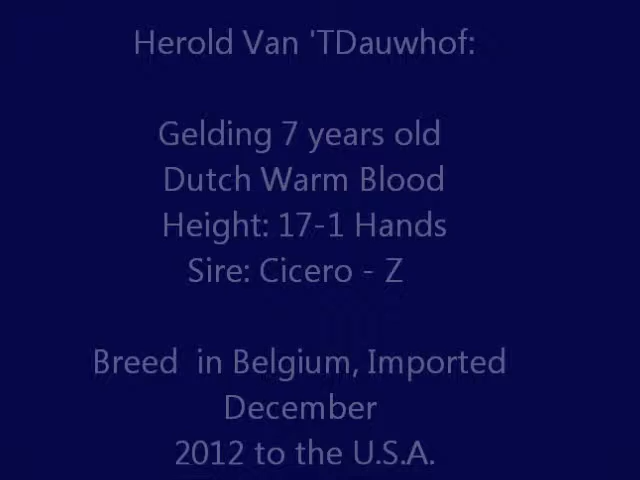 Herold Van 'TDauwhof:
Gelding 7 years old
Dutch Warm Blood
Height: 17-1 Hands
Sire: Cicero - Z
Breed  in Belgium, Imported
December
2012 to the U.S.A.